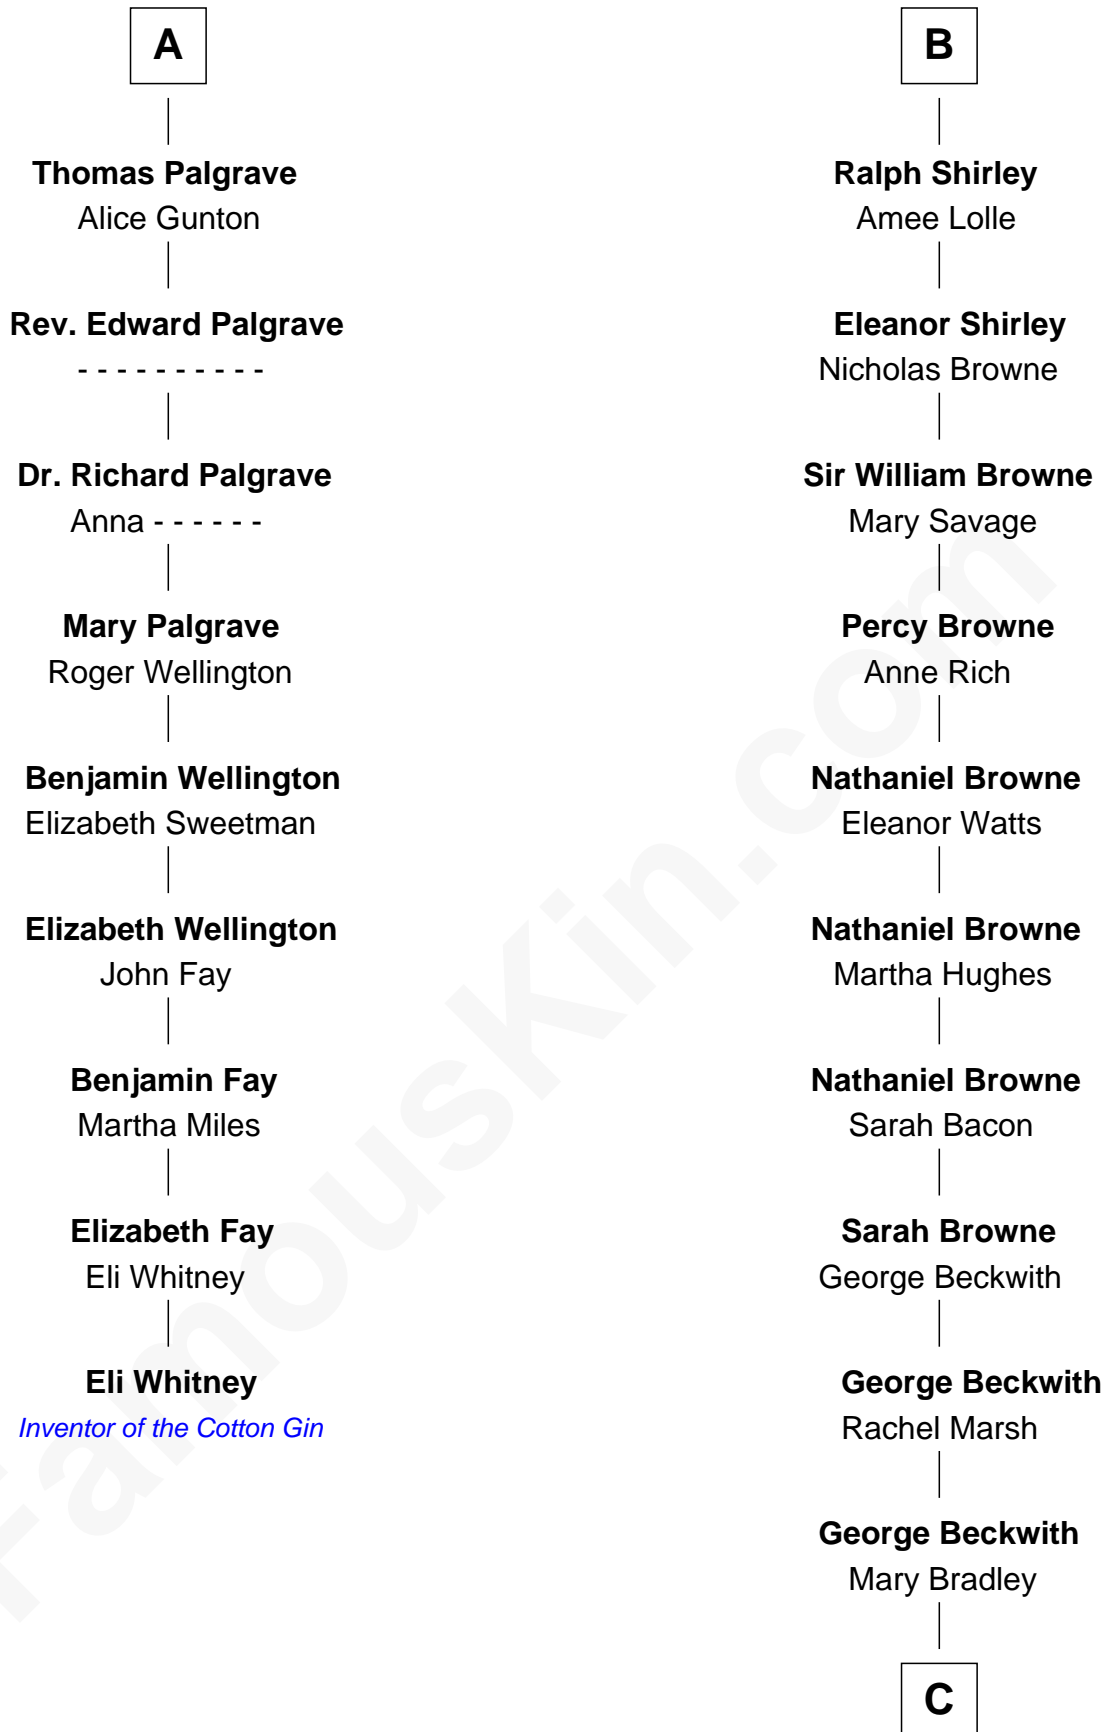 A
Thomas Palgrave
Alice Gunton
Rev. Edward Palgrave
- - - - - - - - - -
Dr. Richard Palgrave
Anna - - - - - -
Mary Palgrave
Roger Wellington
Benjamin Wellington
Elizabeth Sweetman
Elizabeth Wellington
John Fay
Benjamin Fay
Martha Miles
Elizabeth Fay
Eli Whitney
Eli Whitney
Inventor of the Cotton Gin
B
Ralph Shirley
Amee Lolle
Eleanor Shirley
Nicholas Browne
Sir William Browne
Mary Savage
Percy Browne
Anne Rich
Nathaniel Browne
Eleanor Watts
Nathaniel Browne
Martha Hughes
Nathaniel Browne
Sarah Bacon
Sarah Browne
George Beckwith
George Beckwith
Rachel Marsh
George Beckwith
Mary Bradley
C
FamousKin.com